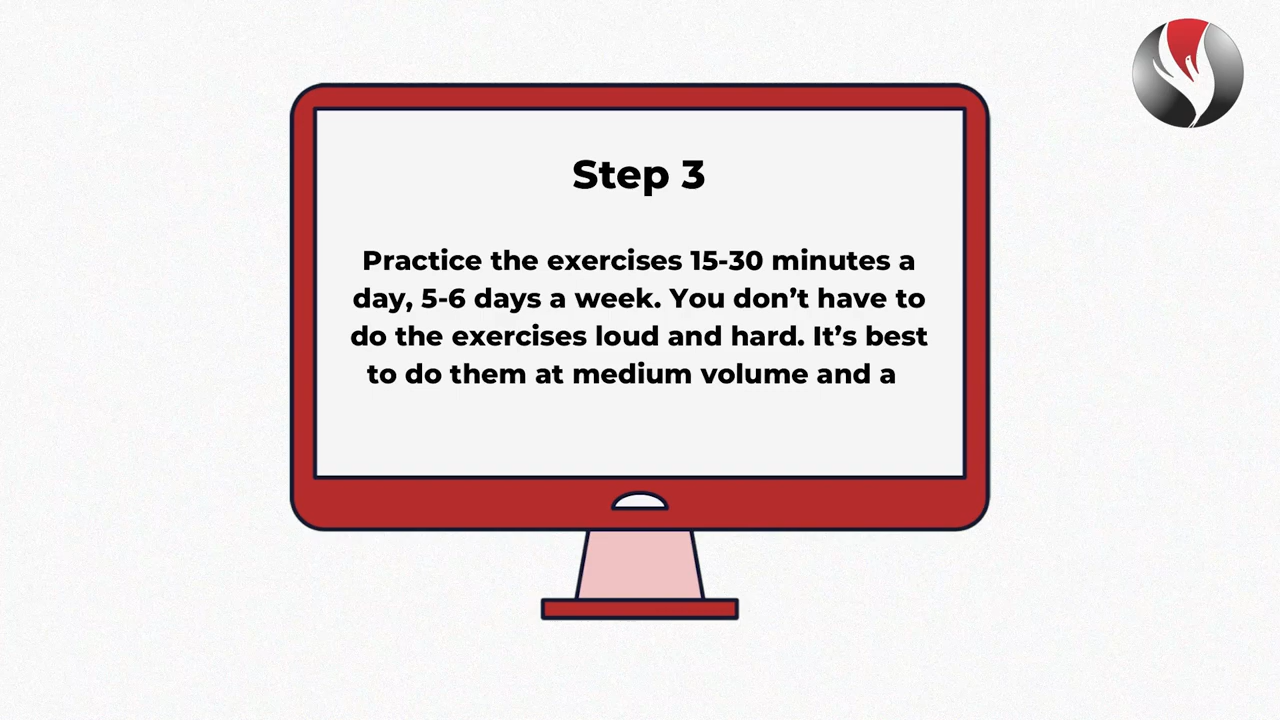 Step 3
Practice the exercises 15-30 minutes a
day, 5-6 days a week. You don’t have to
do the exercises loud and hard. It’s best
to do them at medium volume and a